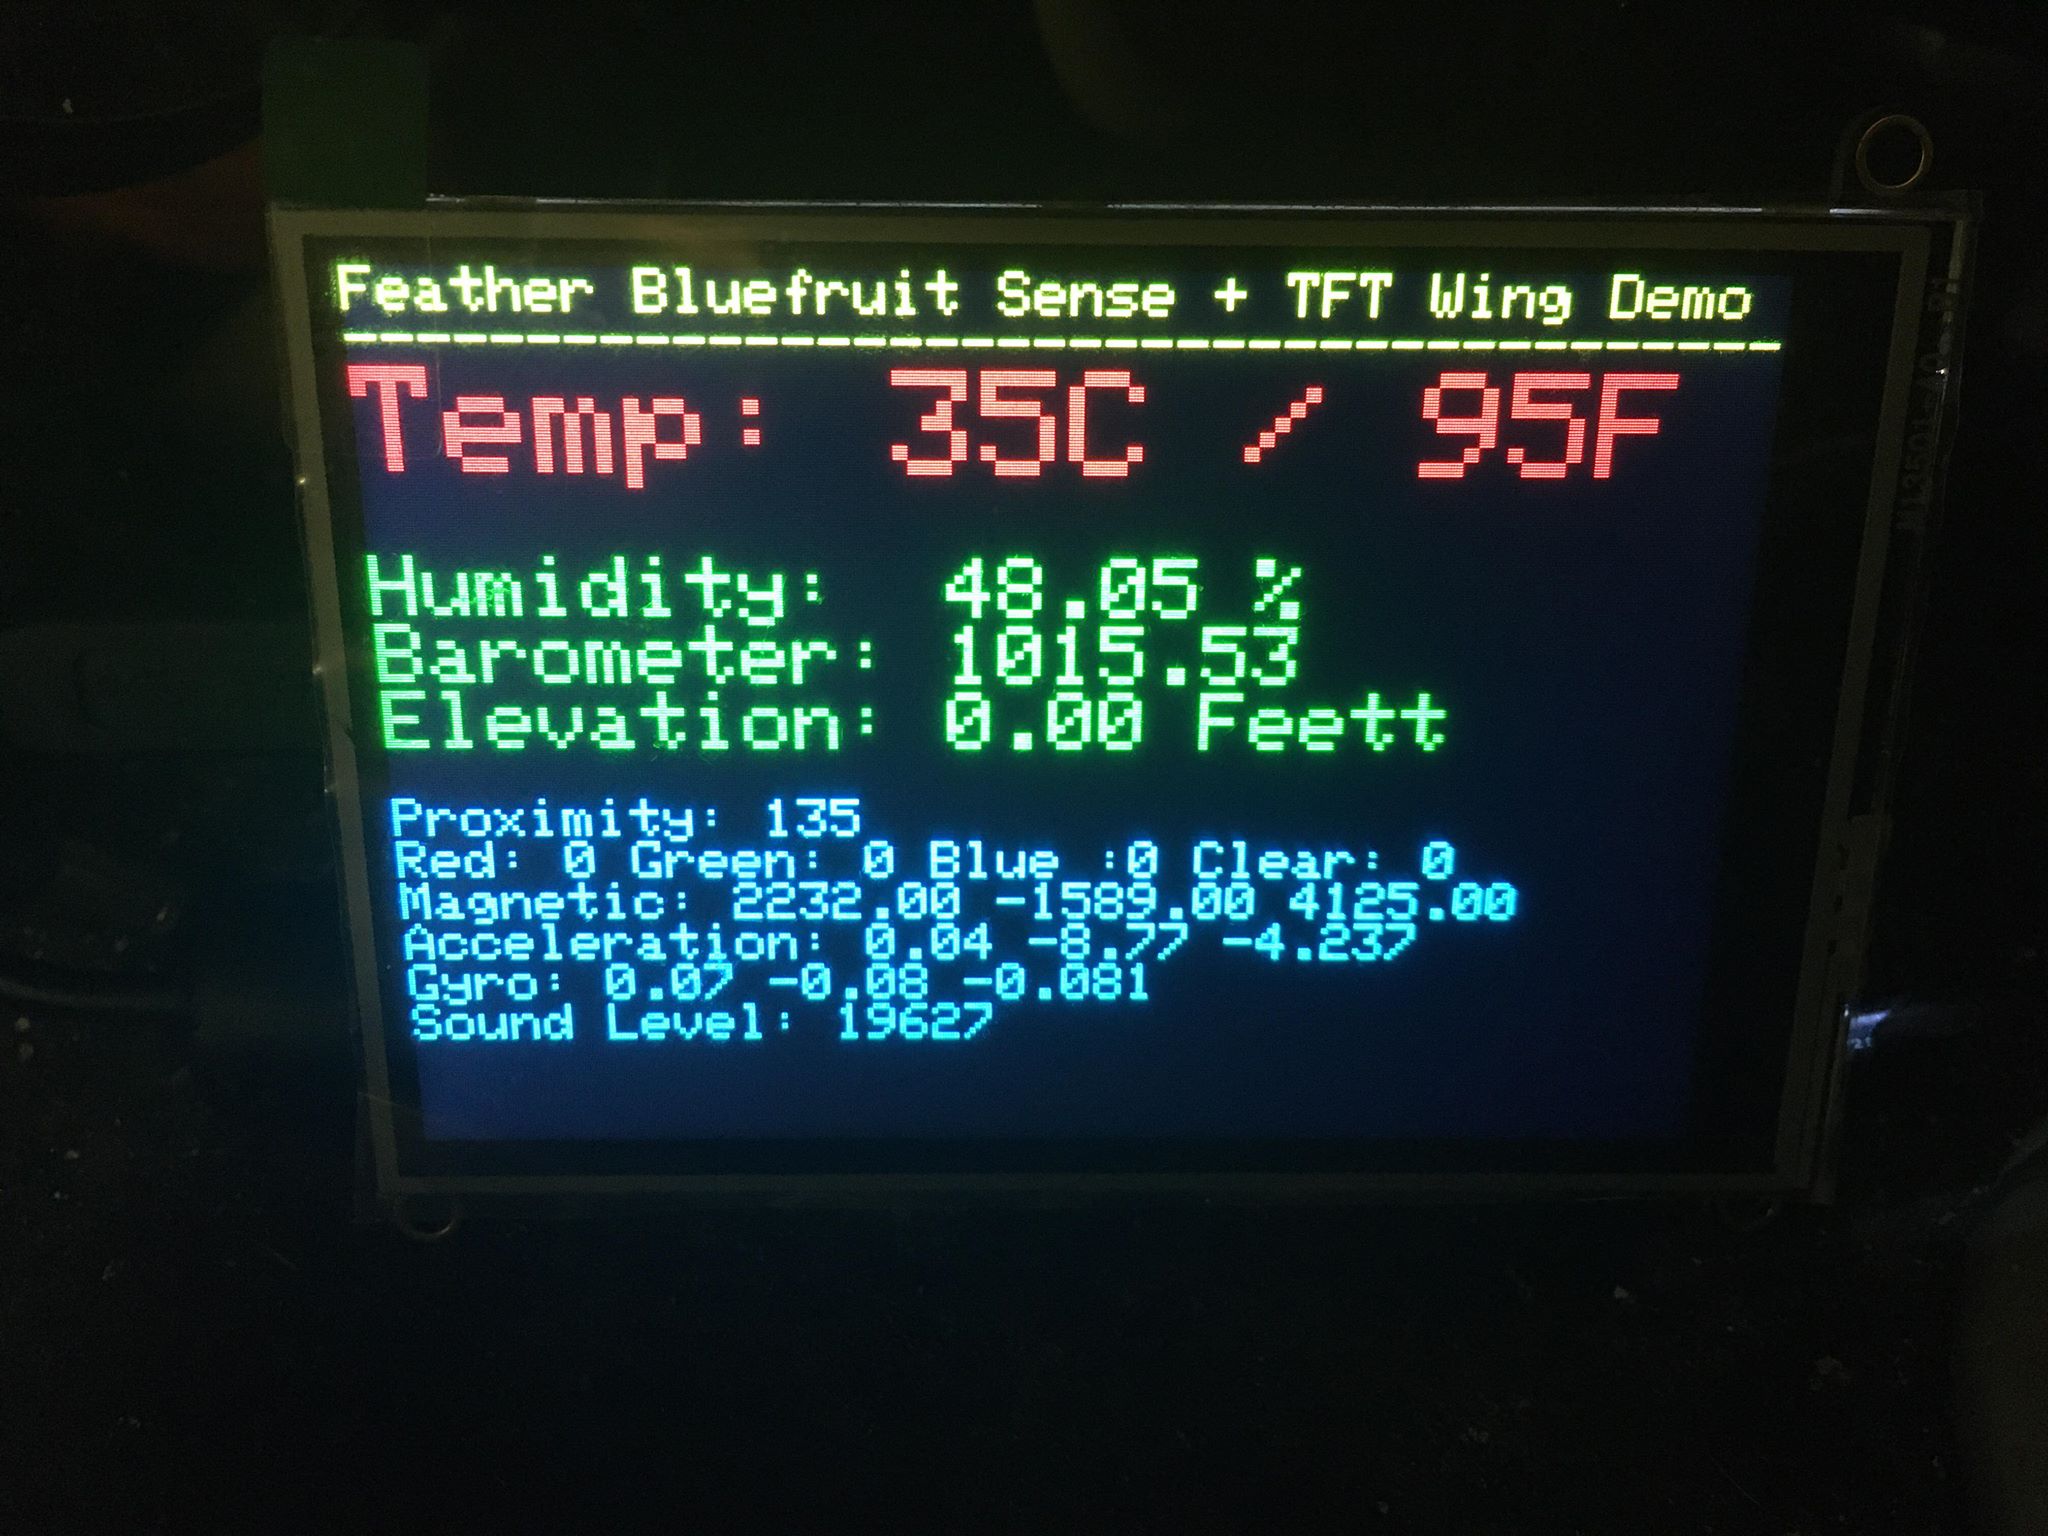 Feather Bluefruit Sense + TFT Wing Demo
--------------------------------------- 
Temp: 35C / 95F
Humidity: 48.05 %
Barometer: 1015.53
Elevation: 0.00 Feett
Proximity: 135
Red: 0 Green: 0 Blue :0 Clear: 0
Magnetic: 2232.00 -1589.00 4125.00
Acceleration: 0.04 -8.77 -4.237
Gyro: 0.07 -0.08 -0.081
Sound Level: 19627